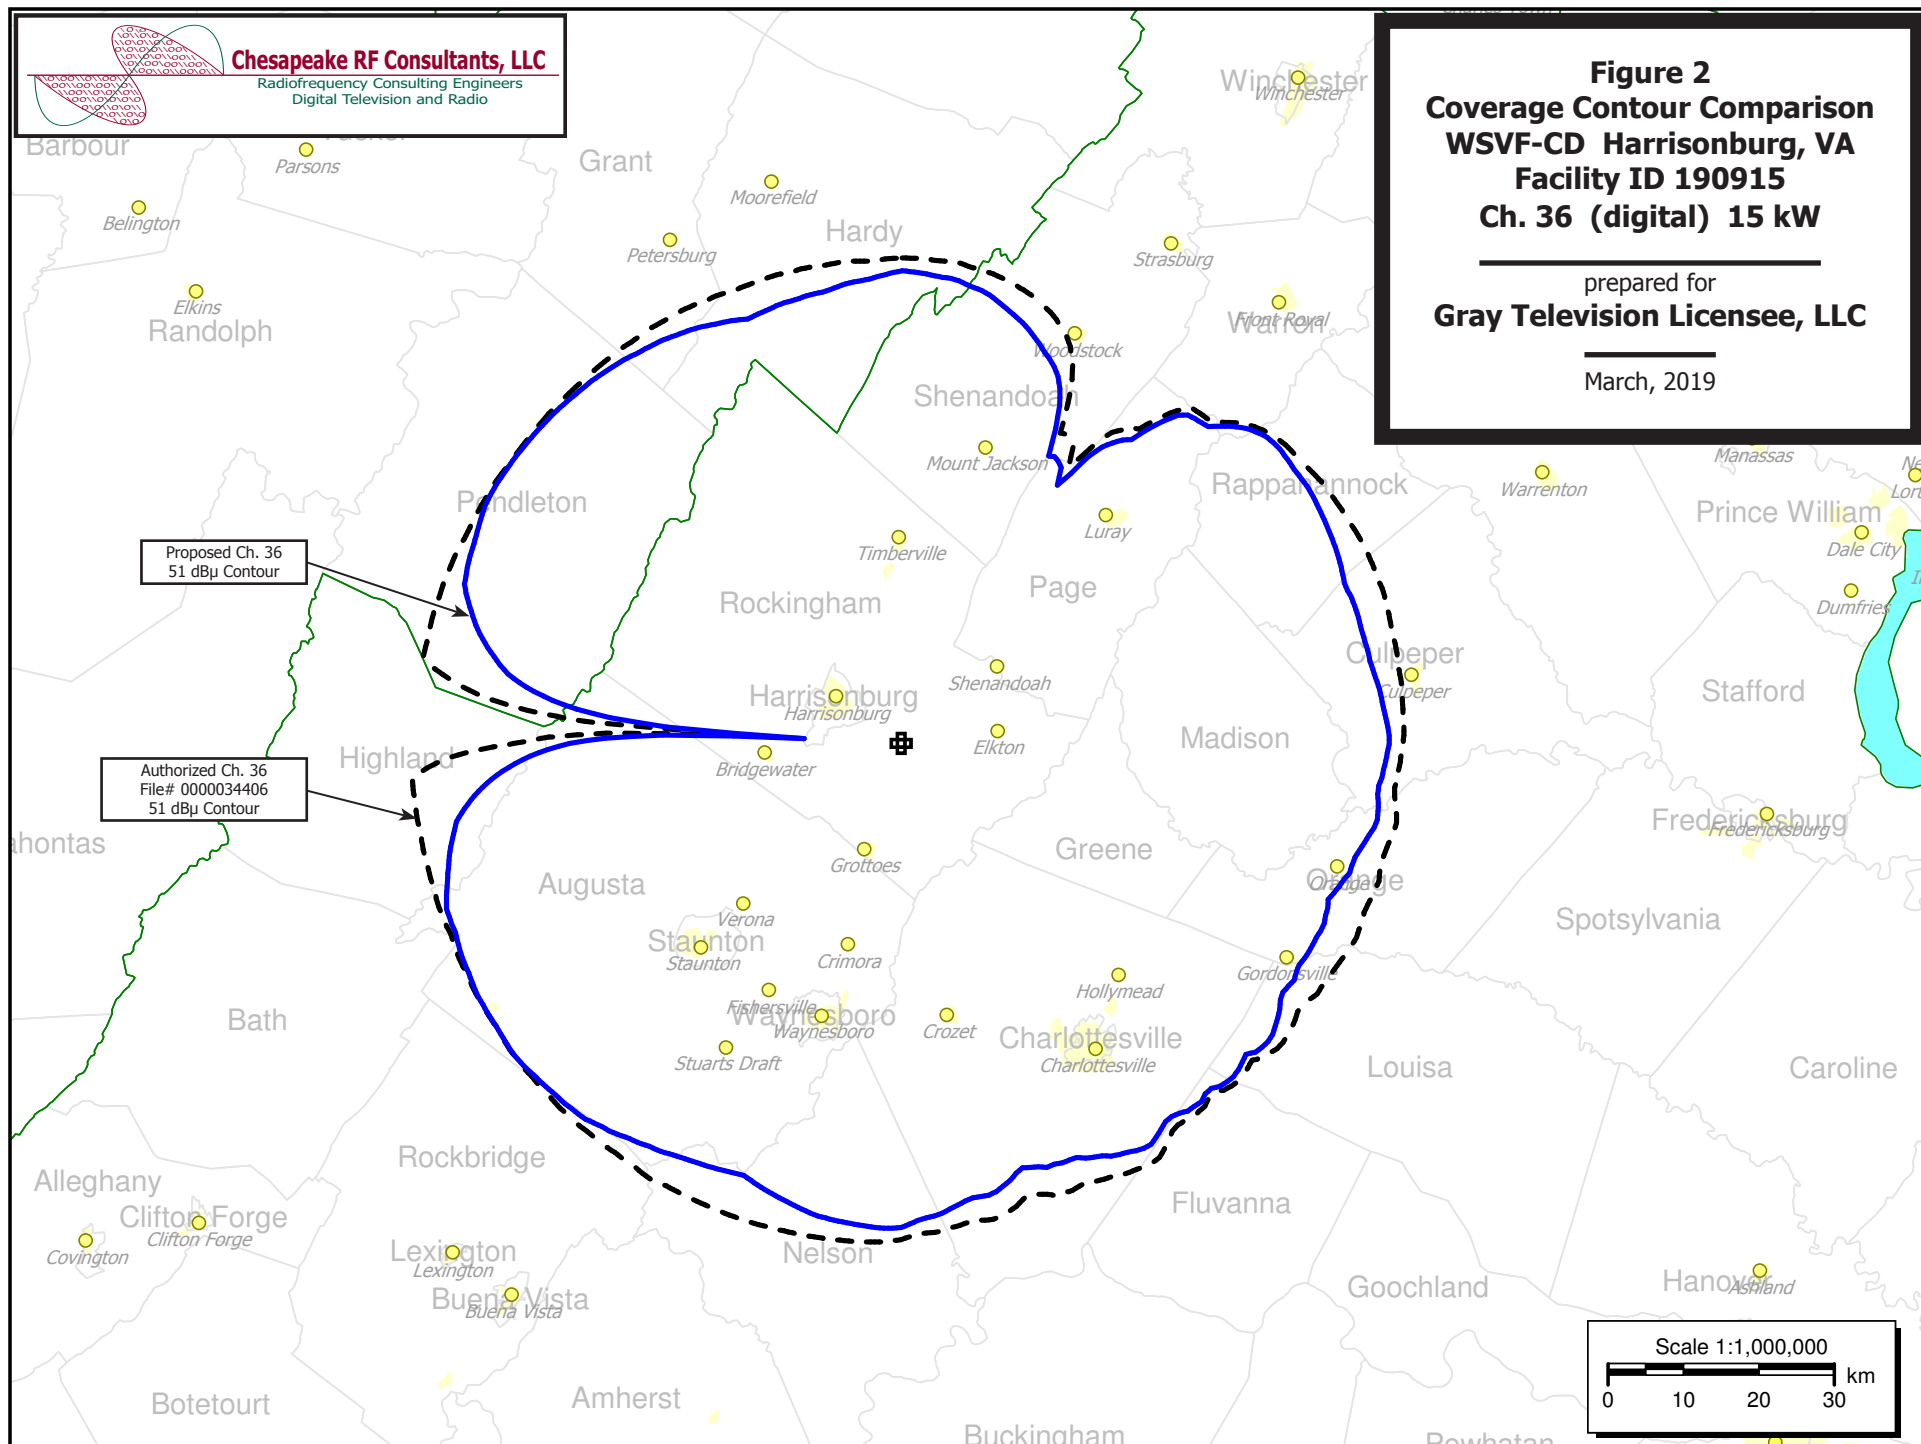 Chesapeake RF Consultants, LLC
Radiofrequency Consulting Engineers
Digital Television and Radio
Figure 2
Coverage Contour Comparison
WSVF-CD Harrisonburg, VA
Facility ID 190915
Ch. 36 (digital) 15 kW
prepared for
Gray Television Licensee, LLC
March, 2019
Winchester
Winchester
Barbour
Parsons
Grant
Moorefield
Belington
Hardy
Petersburg
Strasburg
Elkins
Randolph
Front Royal
Warren
Woodstock
Shenandoah
Mount Jackson
Manassas
Pendleton
Rappahannock
Warrenton
Prince William
Luray
Dale City
Timberville
Proposed Ch. 36
51 dBµ Contour
Page
Rockingham
Dumfries
Culpeper
Culpeper
Shenandoah
Harrisonburg
Harrisonburg
Stafford
Elkton
Madison
Highland
Bridgewater
Authorized Ch. 36
File# 0000034406
51 dBµ Contour
Fredericksburg
Fredericksburg
ahontas
Greene
Grottoes
Augusta
Orange
Orange
Verona
Spotsylvania
Staunton
Staunton
Crimora
Gordonsville
Hollymead
Fishersville
Waynesboro
Waynesboro
Bath
Crozet
Charlottesville
Charlottesville
Stuarts Draft
Louisa
Caroline
Rockbridge
Alleghany
Fluvanna
Clifton Forge
Clifton Forge
Covington
Lexington
Lexington
Nelson
Hanover
Ashland
Goochland
Buena Vista
Buena Vista
Scale 1:1,000,000
km
0 10 20 30
Amherst
Botetourt
Buckingham
Powhatan